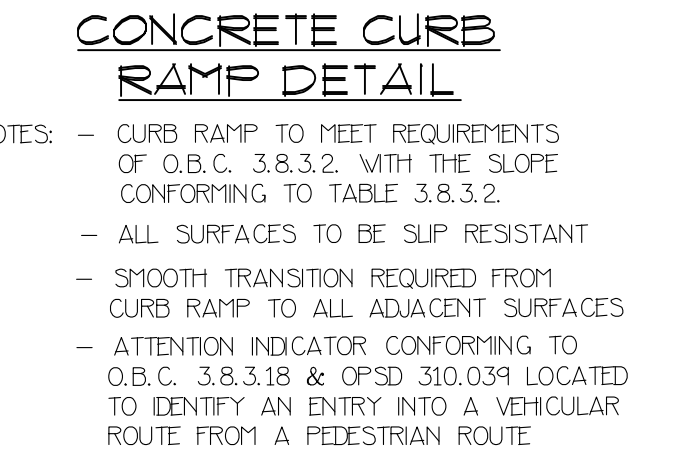 CONCRETE CURB
RAMP DETAIL
OTES: — CURB RAMP TO MEET REQUIREMENTS
OF O.B.C. 3.8.3.2. WITH THE SLOPE
CONFORMING TO TABLE 3.8.3.2.
— ALL SURFACES TO BE SLIP RESISTANT
— SMOOTH TRANSITION REQUIRED FROM
CURB RAMP TO ALL ADJACENT SURFACES
— ATTENTION INDICATOR CONFORMING TO
O.B.C. 3.8.3.18 & OPSD 310.039 LOCATED
TO IDENTIFY AN ENTRY INTO A VEHICULAR
ROUTE FROM A PEDESTRIAN ROUTE